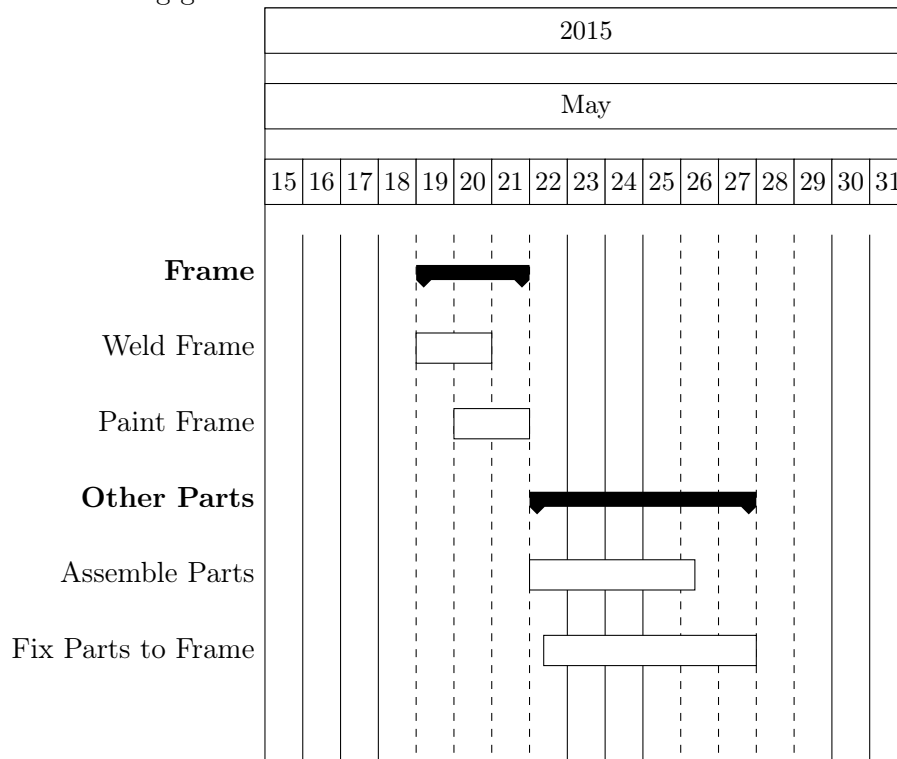 2015
May
15 16 17 18 19 20 21 22 23 24 25 26 27 28 29 30 31
Frame
Weld Frame
Paint Frame
Other Parts
Assemble Parts
Fix Parts to Frame